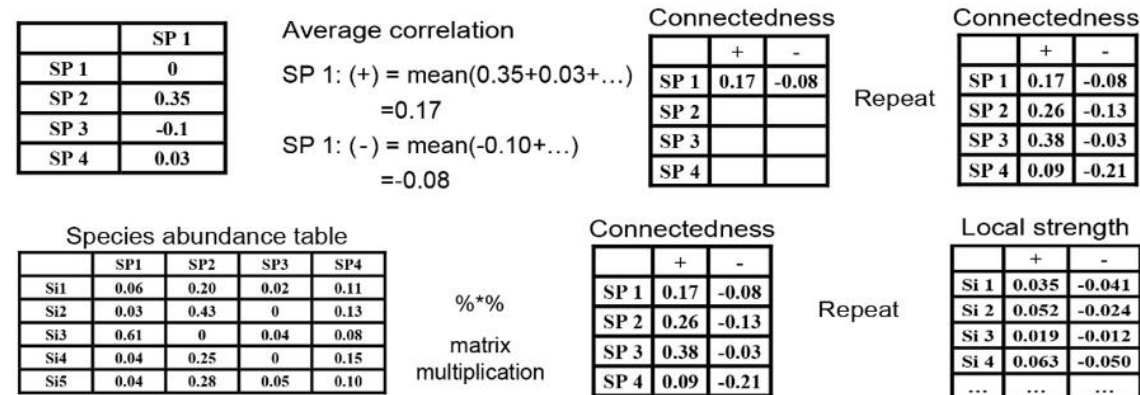 SP 1
SP 1 0
SP 2 0.35
SP 3 -0.1
SP 4 0.03
Average correlation
SP 1: (+) = mean(0.35+0.03+...)
=0.17
SP 1: (-) = mean(-0.10+...)
=-0.08
Connectedness
+ -
SP 1 0.17 -0.08
SP 2
SP 3
SP 4
Repeat
Connectedness
+ -
SP 1 0.17 -0.08
SP 2 0.26 -0.13
SP 3 0.38 -0.03
SP 4 0.09 -0.21
Species abundance table
SP1 SP2 SP3 SP4
Si1 0.06 0.20 0.02 0.11
Si2 0.03 0.43 0 0.13
Si3 0.61 0 0.04 0.08
Si4 0.04 0.25 0 0.15
Si5 0.04 0.28 0.05 0.10
%*%
matrix
multiplication
Connectedness
+ -
SP 1 0.17 -0.08
SP 2 0.26 -0.13
SP 3 0.38 -0.03
SP 4 0.09 -0.21
Repeat
Local strength
+ -
Si 1 0.035 -0.041
Si 2 0.052 -0.024
Si 3 0.019 -0.012
Si 4 0.063 -0.050
... ... ...